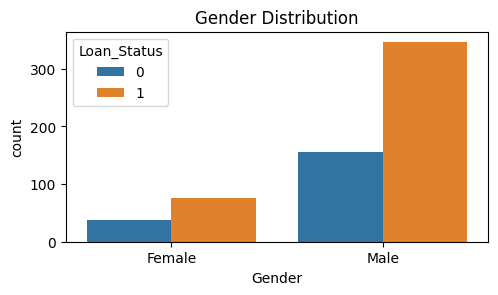 Gender Distribution
Loan_Status
0
1
300
200
100
0
count
Female
Male
Gender